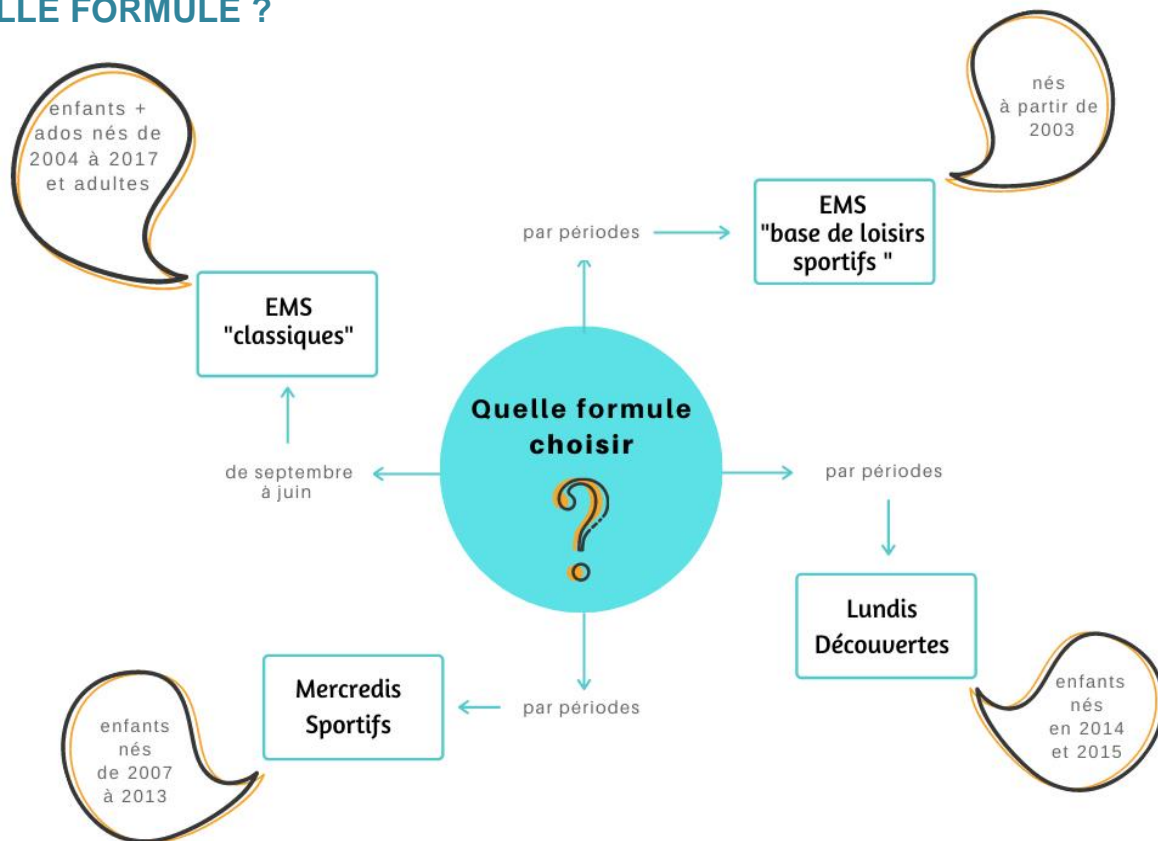 LLE FORMULE ?
enfants +
ados nés de
2004 à 2017
et adultes
nés
à partir de
2003
par périodes
EMS
"base de loisirs
sportifs "
EMS
"classiques"
Quelle formule
choisir
?
de septembre
à juin
par périodes
Lundis
Découvertes
enfants
nés
en 2014
et 2015
Mercredis
Sportifs
par périodes
enfants
nés
de 2007
à 2013